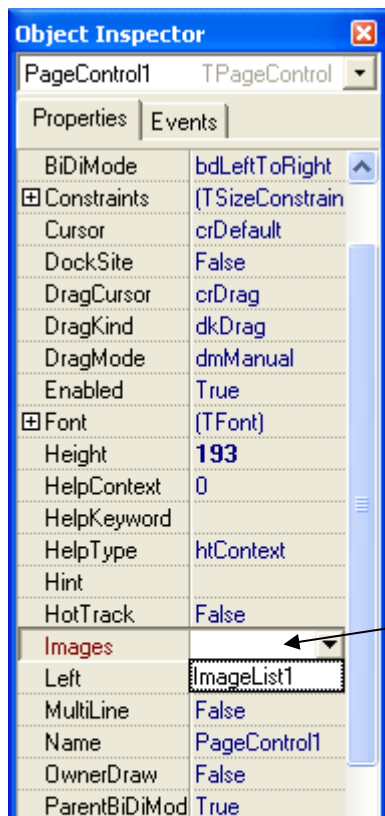 Object Inspector
PageControl1 TPageControl
Properties Events
BiDiMode bdLeftToRight
Constraints (TSizeConstrain
Cursor crDefault
DockSite False
DragCursor crDrag
DragKind dkDrag
DragMode dmManual
Enabled True
Font (TFont)
Height 193
HelpContext 0
HelpKeyword
HelpType htContext
Hint
HotTrack False
Images
Left ImageList1
MultiLine False
Name PageControl1
OwnerDraw False
ParentBiDiMod True